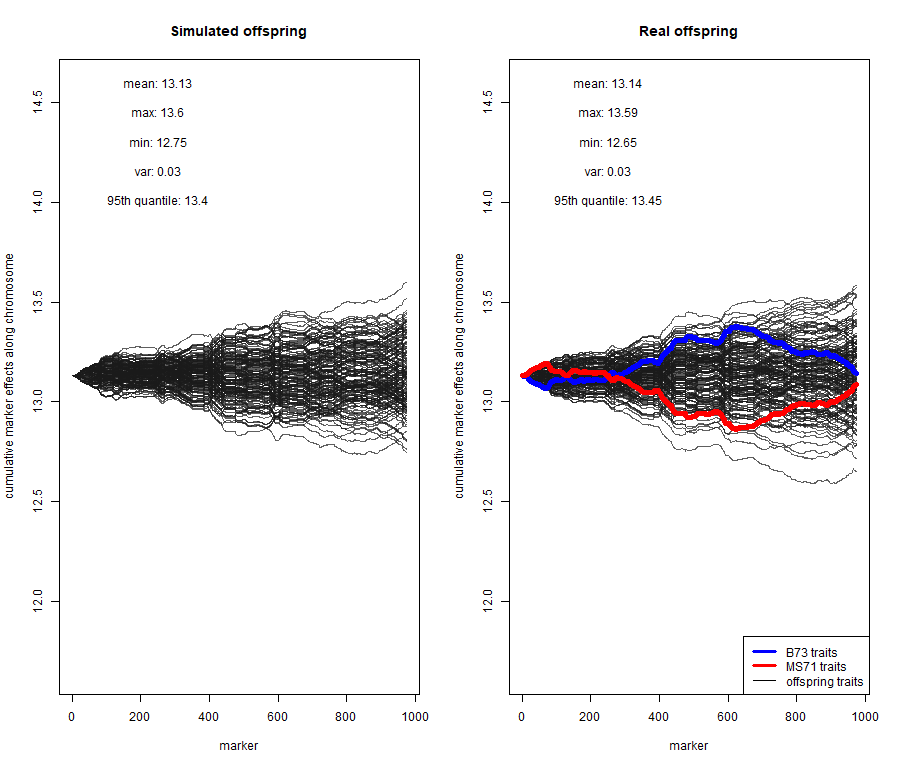 Simulated offspring
mean: 13.13
max: 13.6
min: 12.75
var: 0.03
95th quantile: 13.4
14.5
14.0
13.5
13.0
12.5
12.0
cumulative marker effects along chromosome
0 200 400 600 800 1000
marker
Real offspring
mean: 13.14
max: 13.59
min: 12.65
var: 0.03
95th quantile: 13.45
14.5
14.0
13.5
13.0
12.5
12.0
cumulative marker effects along chromosome
B73 traits
MS71 traits
offspring traits
0 200 400 600 800 1000
marker